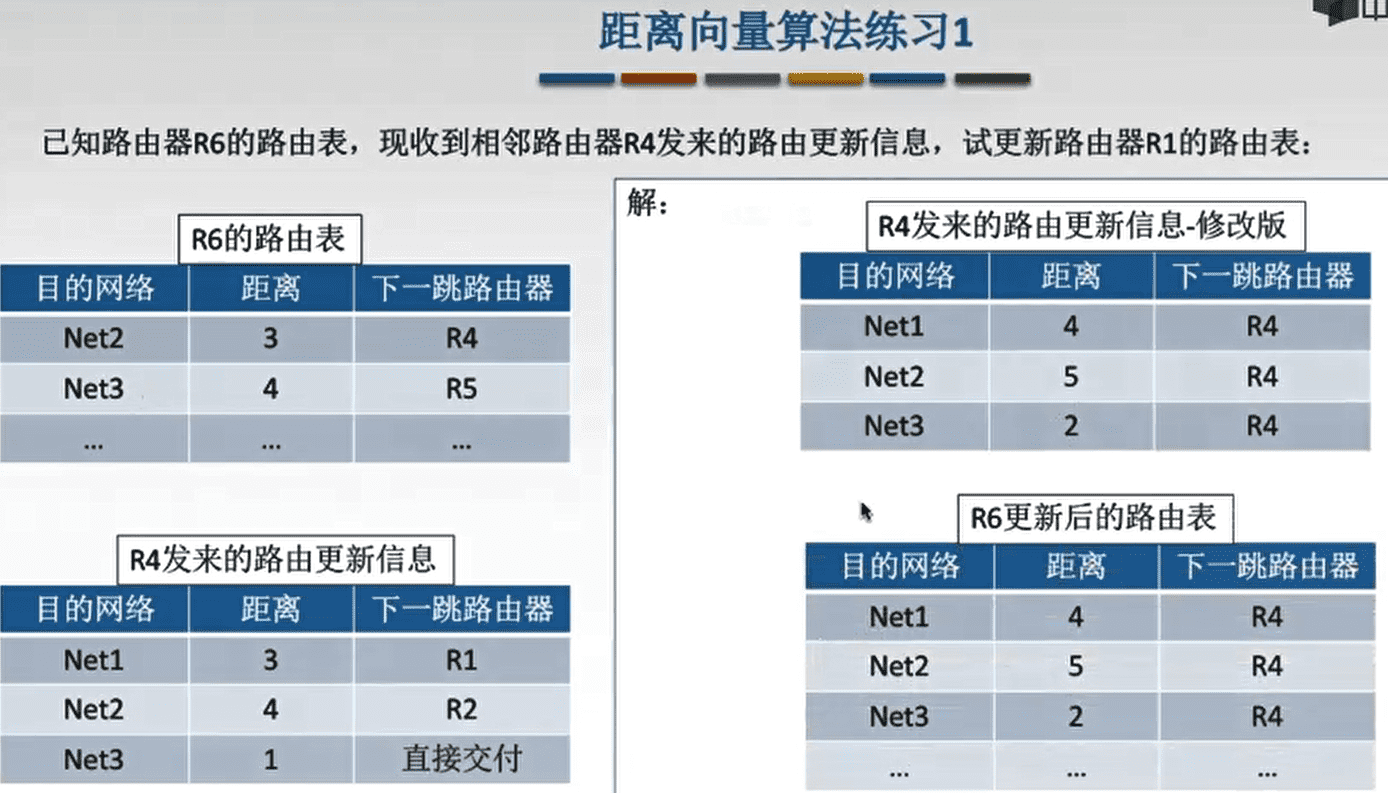 距离向量算法练习1
已知路由器R6的路由表，现收到相邻路由器R4发来的路由更新信息，试更新路由器R1的路由表：
R6的路由表
目的网络 距离 下一跳路由器
Net2 3 R4
Net3 4 R5
... ... ...
R4发来的路由更新信息
目的网络 距离 下一跳路由器
Net1 3 R1
Net2 4 R2
Net3 1 直接交付
解：
R4发来的路由更新信息-修改版
目的网络 距离 下一跳路由器
Net1 4 R4
Net2 5 R4
Net3 2 R4
R6更新后的路由表
目的网络 距离 下一跳路由器
Net1 4 R4
Net2 5 R4
Net3 2 R4
... ... ...